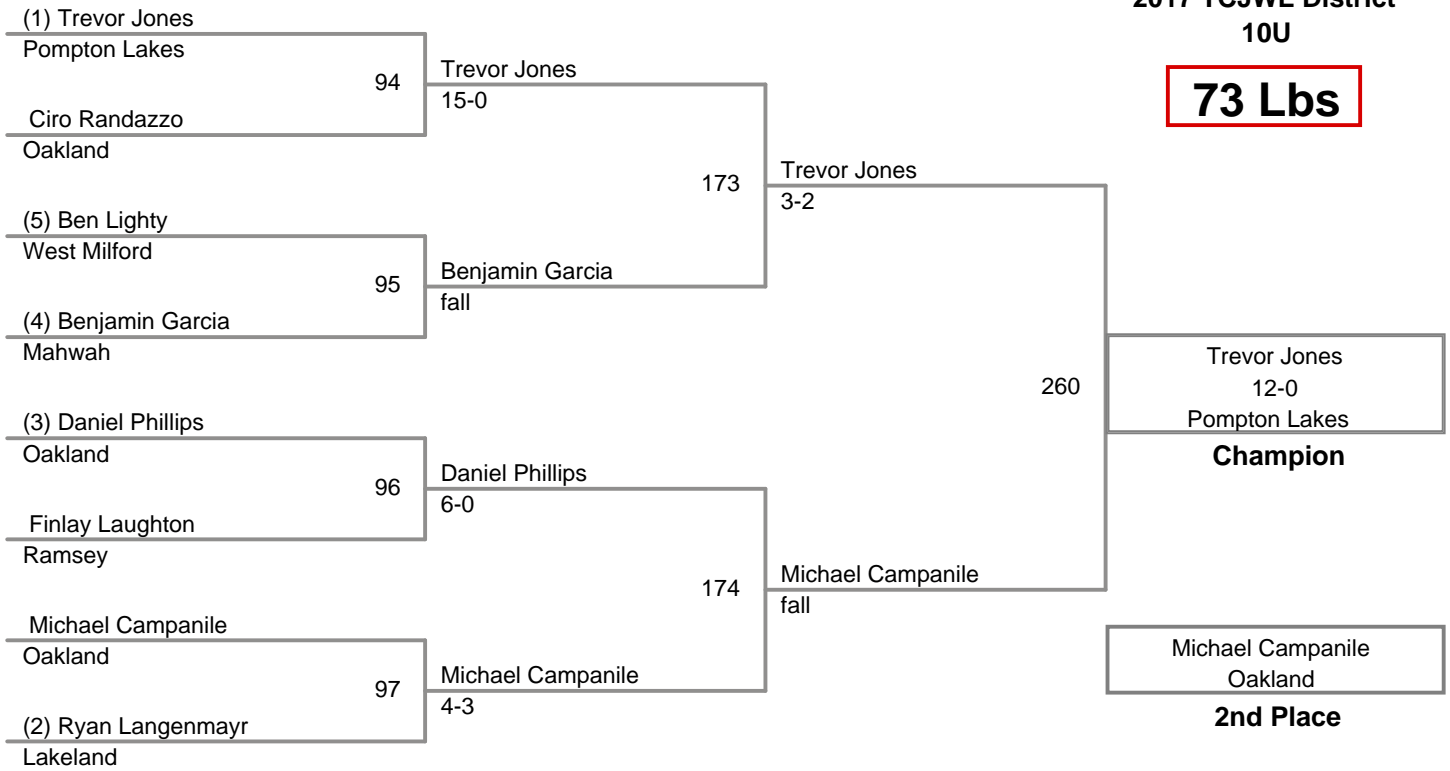 2017 TCJWL District
10U
73 Lbs
(1) Trevor Jones
Pompton Lakes
94
Ciro Randazzo
Oakland
Trevor Jones
15-0
(5) Ben Lighty
West Milford
95
(4) Benjamin Garcia
Mahwah
Benjamin Garcia
fall
173
Trevor Jones
3-2
(3) Daniel Phillips
Oakland
96
Finlay Laughton
Ramsey
Daniel Phillips
6-0
Michael Campanile
Oakland
97
(2) Ryan Langenmayr
Lakeland
Michael Campanile
4-3
174
Michael Campanile
fall
260
Trevor Jones
12-0
Pompton Lakes
Champion
Michael Campanile
Oakland
2nd Place